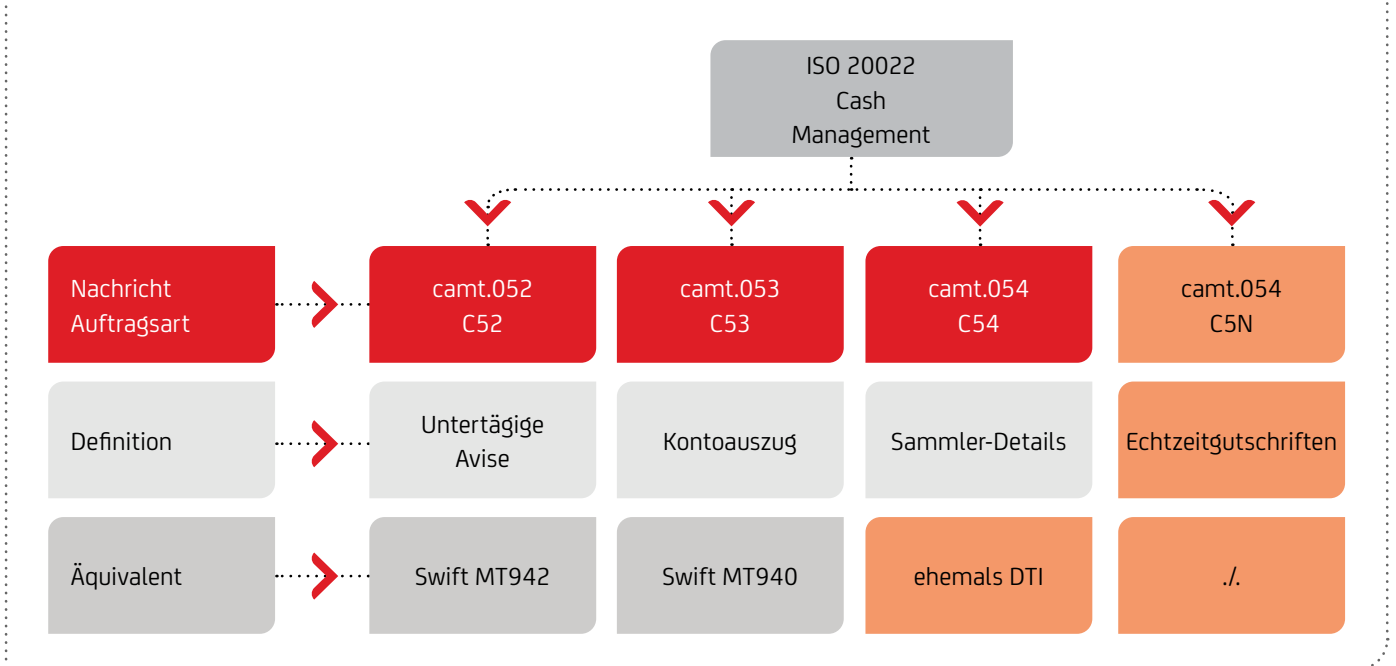 ISO 20022
Cash
Management
Nachricht
Auftragsart
camt.052
C52
camt.053
C53
camt.054
C54
camt.054
C5N
Definition
Untertägige
Avise
Kontoauszug
Sammler-Details
Echtzeitgutschriften
Äquivalent
Swift MT942
Swift MT940
ehemals DTI
./.